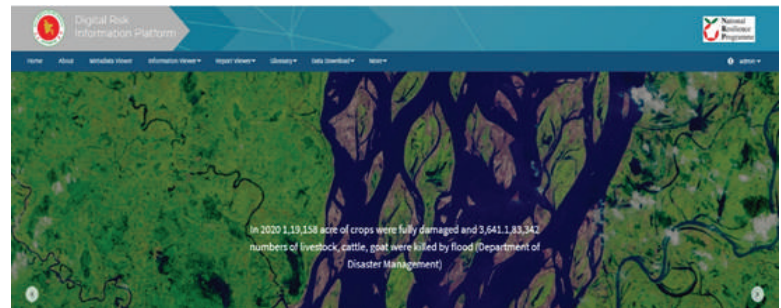 Digital Risk
Information Platform
National
Resilience
Programme
Home About Metadata Viewer Information Viewer Report Viewer Glossary Data Download More admin
In 2020 1,19,158 acre of crops were fully damaged and 3,641.1,83,342
numbers of livestock, cattle, goat were killed by flood (Department of
Disaster Management)